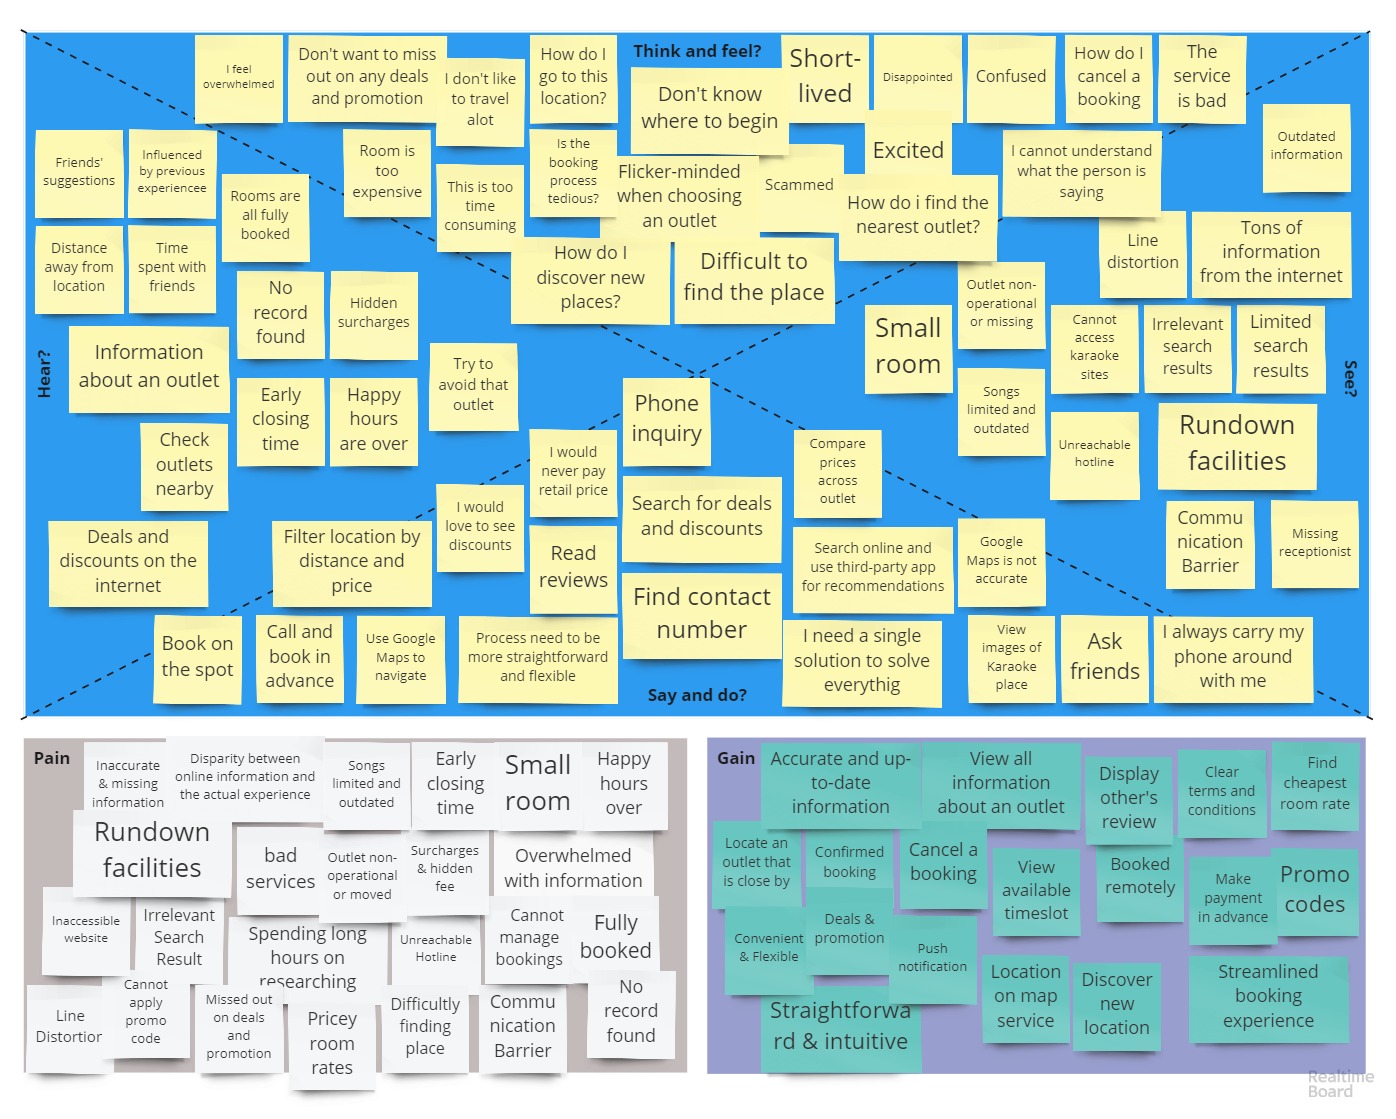 Think and feel?
I feel
overwhelmed
Don't want to miss
out on any deals
and promotion
I don't like
to travel
alot
How do I
go to this
location?
Don't know
where to begin
Short-
lived
Disappointed
Confused
How do I
cancel a
booking
The
service
is bad
Room is
too
expensive
This is too
time
consuming
Is the
booking
process
tedious?
Flicker-minded
when choosing
an outlet
Scammed
Excited
How do i find the
nearest outlet?
I cannot understand
what the person is
saying
How do I
discover new
places?
Difficult to
find the place
Hear?
Friends'
suggestions
Influenced
by previous
experiencee
Rooms are
all fully
booked
Distance
away from
location
Time
spent with
friends
No
record
found
Hidden
surcharges
Information
about an outlet
Early
closing
time
Happy
hours
are over
Try to
avoid that
outlet
Check
outlets
nearby
Deals and
discounts on the
internet
See?
Outdated
information
Line
distortion
Tons of
information
from the internet
Outlet non-
operational
or missing
Small
room
Cannot
access
karaoke
sites
Irrelevant
search
results
Limited
search
results
Songs
limited and
outdated
Unreachable
hotline
Rundown
facilities
Commu
nication
Barrier
Missing
receptionist
Say and do?
Phone
inquiry
I would
never pay
retail price
Compare
prices
across
outlet
I would
love to see
discounts
Search for deals
and discounts
Filter location by
distance and
price
Read
reviews
Search online and
use third-party app
for recommendations
Google
Maps is not
accurate
Find contact
number
Book on
the spot
Call and
book in
advance
Use Google
Maps to
navigate
Process need to be
more straightforward
and flexible
I need a single
solution to solve
everythig
View
images of
Karaoke
place
Ask
friends
I always carry my
phone around
with me
Pain
Inaccurate
& missing
information
Disparity between
online information and
the actual experience
Songs
limited and
outdated
Early
closing
time
Small
room
Happy
hours
over
Rundown
facilities
bad
services
Outlet non-
operational
or moved
Surcharges
& hidden
fee
Overwhelmed
with information
Inaccessible
website
Irrelevant
Search
Result
Spending long
hours on
researching
Unreachable
Hotline
Cannot
manage
bookings
Fully
booked
Line
Distortior
Cannot
apply
promo
code
Missed out
on deals
and
promotion
Pricey
room
rates
Difficultly
finding
place
Commu
nication
Barrier
No
record
found
Gain
Accurate and up-
to-date
information
View all
information
about an outlet
Display
other's
review
Clear
terms and
conditions
Find
cheapest
room rate
Locate an
outlet that
is close by
Confirmed
booking
Cancel a
booking
View
available
timeslot
Booked
remotely
Make
payment
in advance
Promo
codes
Convenient
& Flexible
Deals &
promotion
Push
notification
Location
on map
service
Discover
new
location
Streamlined
booking
experience
Straightforwa
rd & intuitive
Realtime
Board